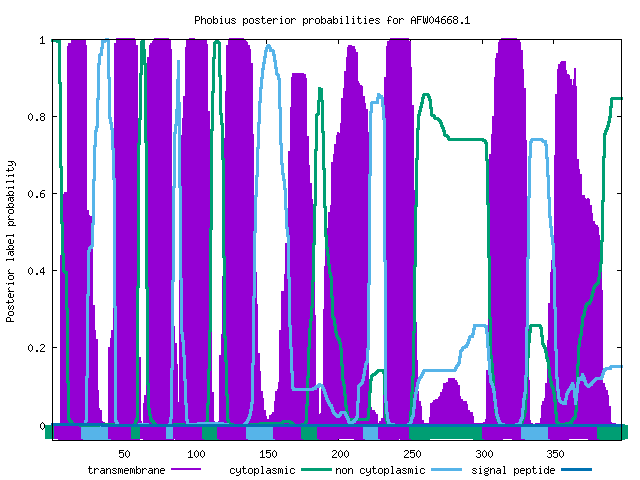 Phobius posterior probabilities for AFW04668.1
Posterior label probability
1
0.8
0.6
0.4
0.2
0
50 100 150 200 250 300 350
transmembrane cytoplasmic non cytoplasmic signal peptide